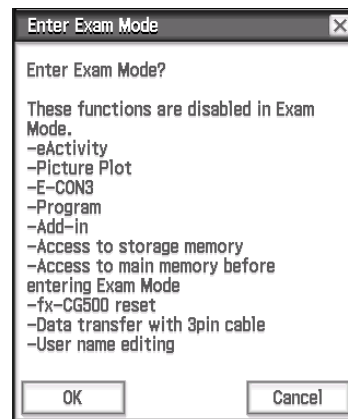 Enter Exam Mode
Enter Exam Mode?
These functions are disabled in Exam
Mode.
-eActivity
-Picture Plot
-E-CON3
-Program
-Add-in
-Access to storage memory
-Access to main memory before
entering Exam Mode
-fx-CG500 reset
-Data transfer with 3pin cable
-User name editing
OK
Cancel